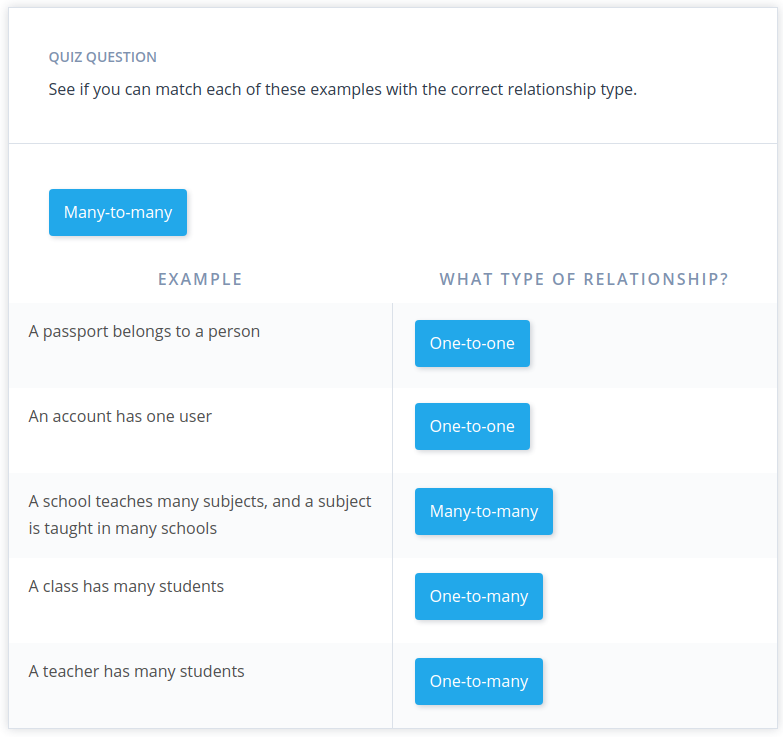 QUIZ QUESTION
See if you can match each of these examples with the correct relationship type.
Many-to-many
EXAMPLE
WHAT TYPE OF RELATIONSHIP?
A passport belongs to a person
One-to-one
An account has one user
One-to-one
A school teaches many subjects, and a subject
is taught in many schools
Many-to-many
A class has many students
One-to-many
A teacher has many students
One-to-many